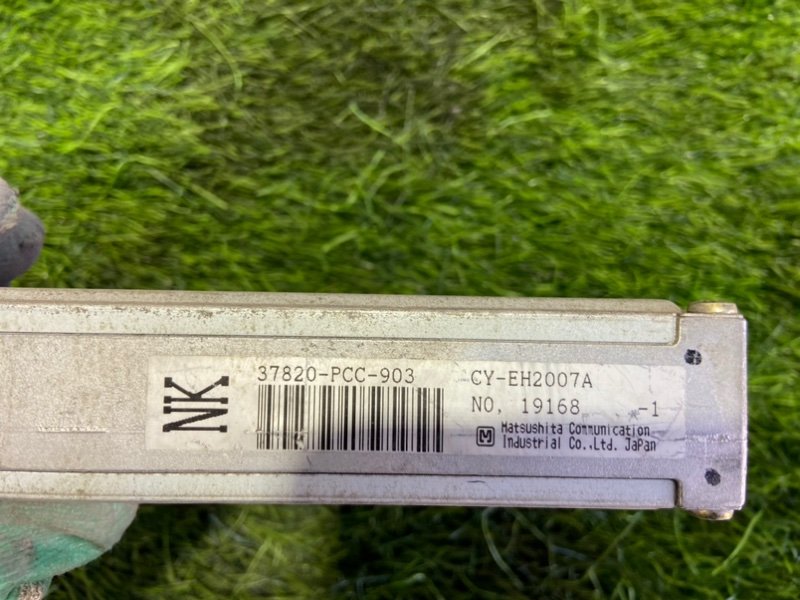 NK
37820-PCC-903
CY-EH2007A
NO. 19168 -1
M Matsushita Communication
Industrial Co.,Ltd. JaPan